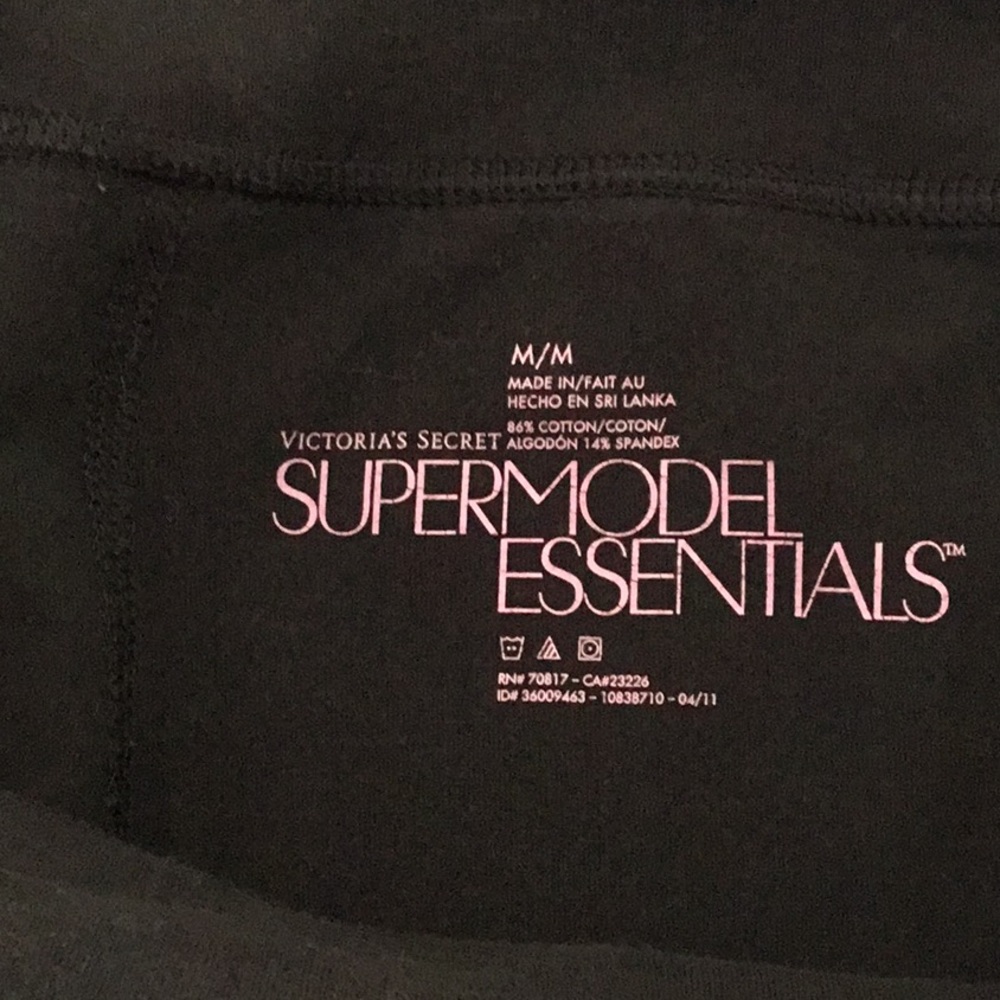 M/M
MADE IN/FAIT AU
HECHO EN SRI LANKA
86% COTTON/COTON/
ALGODÓN 14% SPANDEX
VICTORIA'S SECRET
SUPERMODEL
ESSENTIALS™
RN# 70817 – CA#23226
ID# 36009463 – 10838710 – 04/11